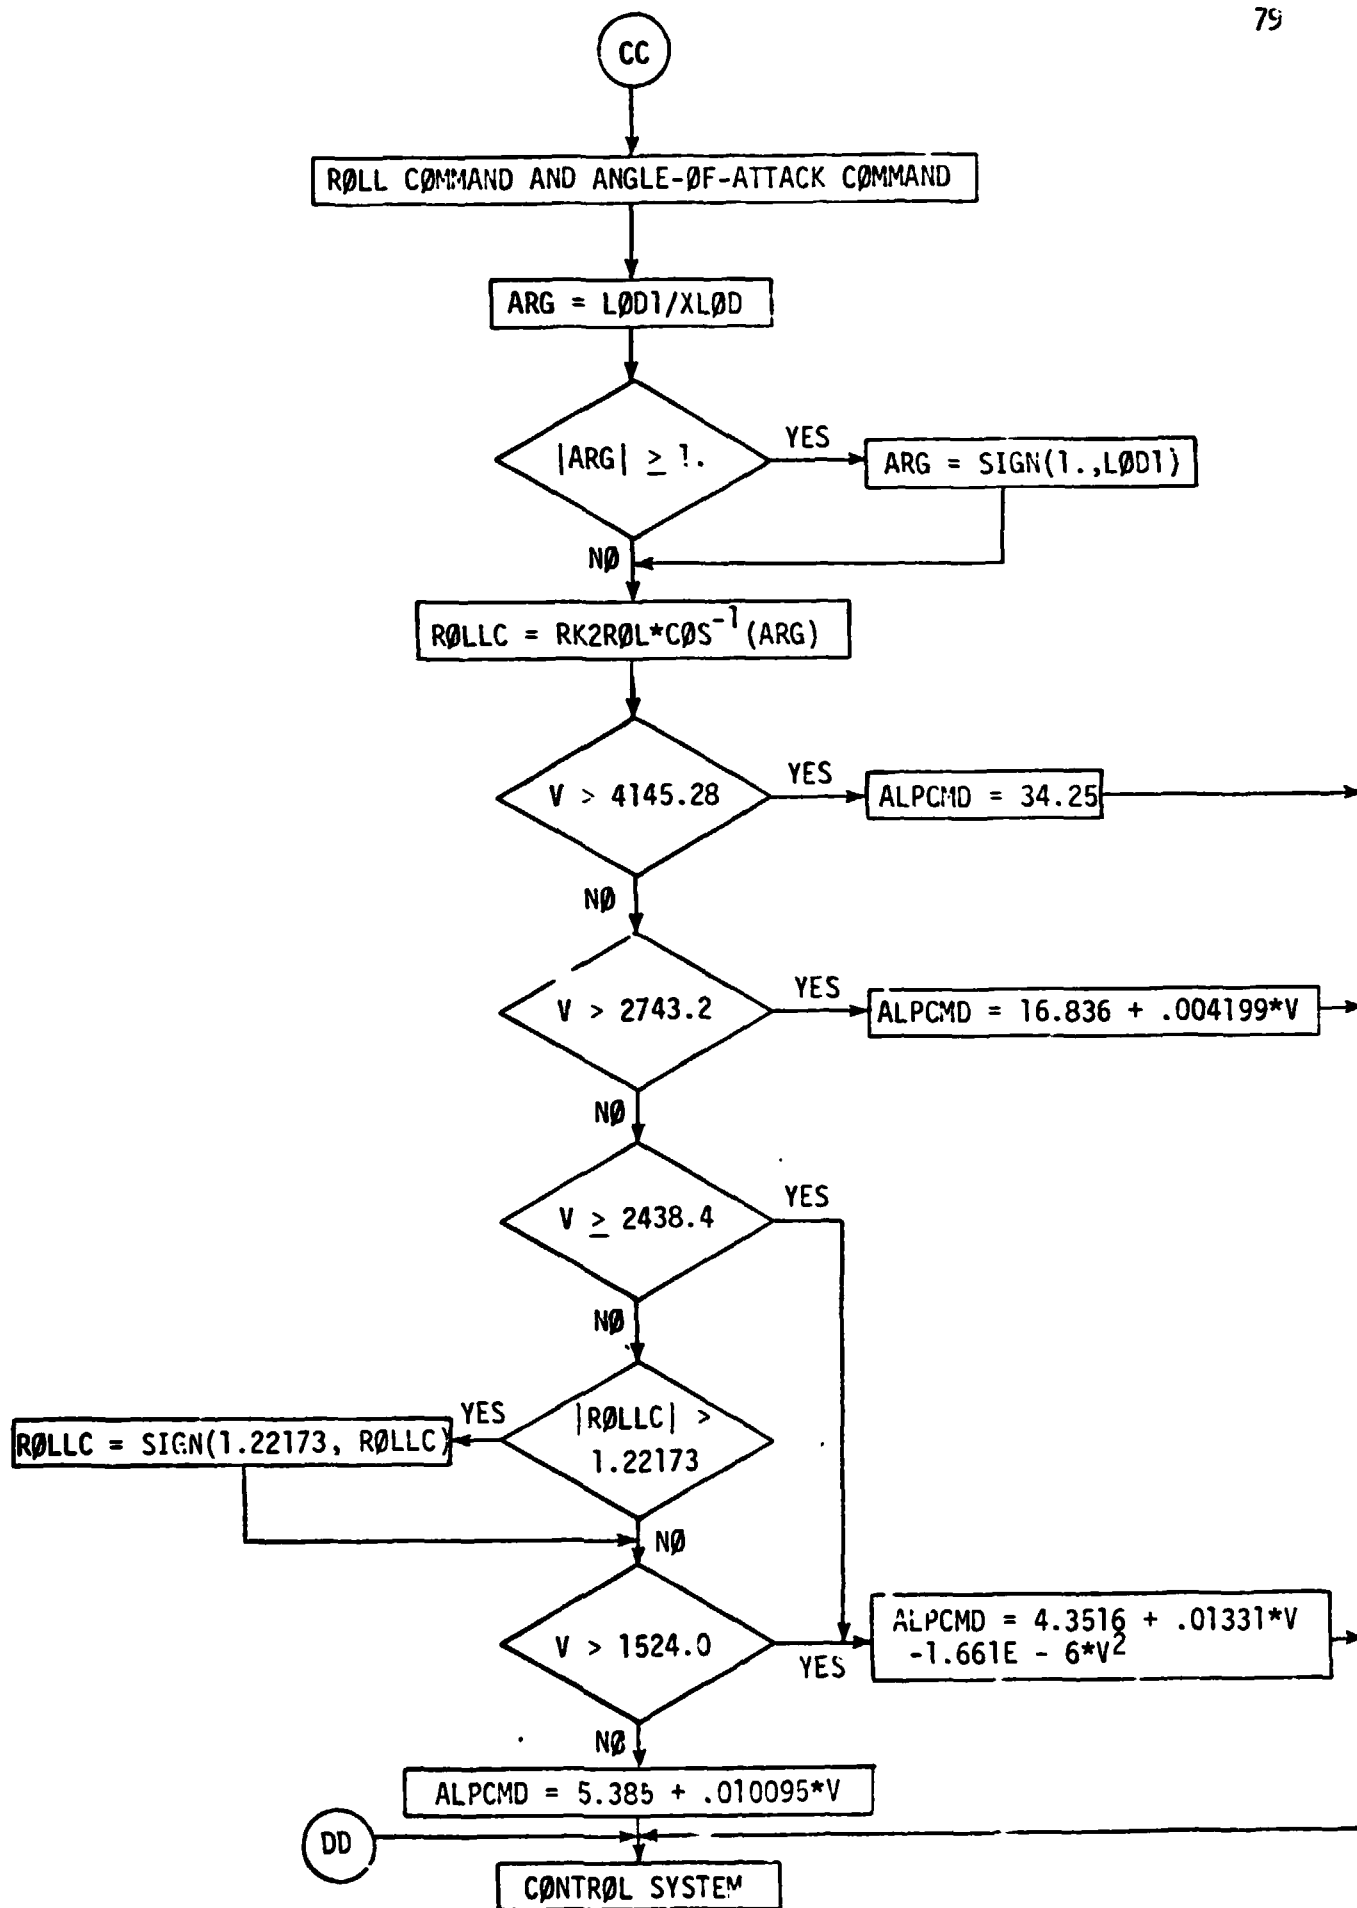 79
CC
RØLL CØMMAND AND ANGLE-ØF-ATTACK CØMMAND
ARG = LØD1/XLØD
|ARG| ≥ 1.
YES
ARG = SIGN(1.,LØD1)
NØ
RØLLC = RK2RØL*CØS⁻¹(ARG)
V > 4145.28
YES
ALPCMD = 34.25
NØ
V > 2743.2
YES
ALPCMD = 16.836 + .004199*V
NØ
V ≥ 2438.4
YES
NØ
|RØLLC| >
1.22173
YES
RØLLC = SIGN(1.22173, RØLLC)
NØ
V > 1524.0
YES
ALPCMD = 4.3516 + .01331*V
-1.661E - 6*V²
NØ
ALPCMD = 5.385 + .010095*V
DD
CØNTRØL SYSTEM